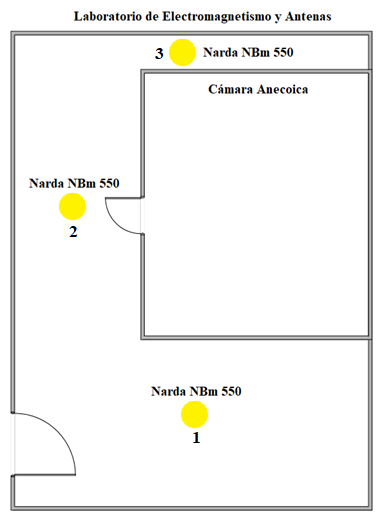 Laboratorio de Electromagnetismo y Antenas
3 Narda NBm 550
Cámara Anecoica
Narda NBm 550
2
Narda NBm 550
1